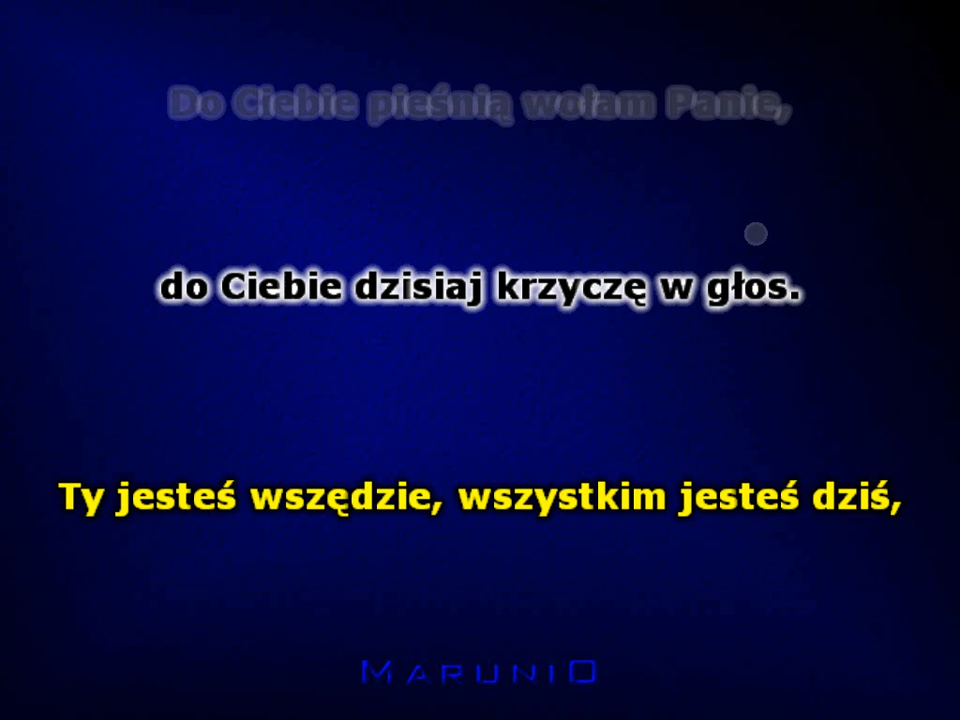 Do Ciebie pieśnią wołam Panie,
do Ciebie dzisiaj krzyczę w głos.
Ty jesteś wszędzie, wszystkim jesteś dziś,
MARUNIO